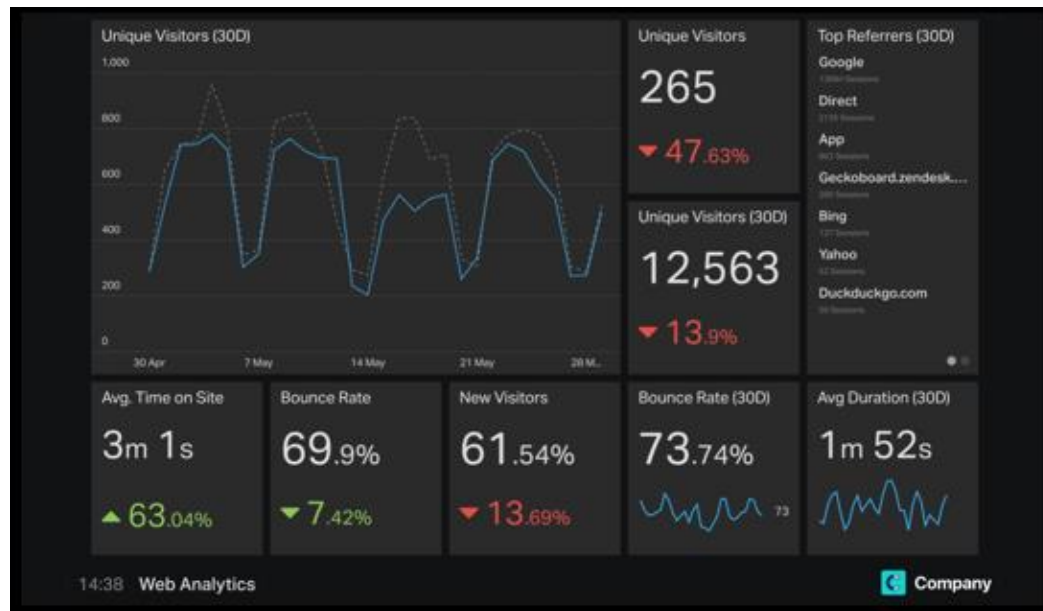 Unique Visitors (30D)
1,000
800
600
400
200
0
30 Apr
7 May
14 May
21 May
28 M...
Unique Visitors
265
47.63%
Unique Visitors (30D)
12,563
13.9%
Top Referrers (30D)
Google
Direct
App
Geckoboard.zendesk....
Bing
Yahoo
Duckduckgo.com
Avg. Time on Site
3m 1s
63.04%
Bounce Rate
69.9%
7.42%
New Visitors
61.54%
13.69%
Bounce Rate (30D)
73.74%
73
Avg Duration (30D)
1m 52s
14:38 Web Analytics
Company